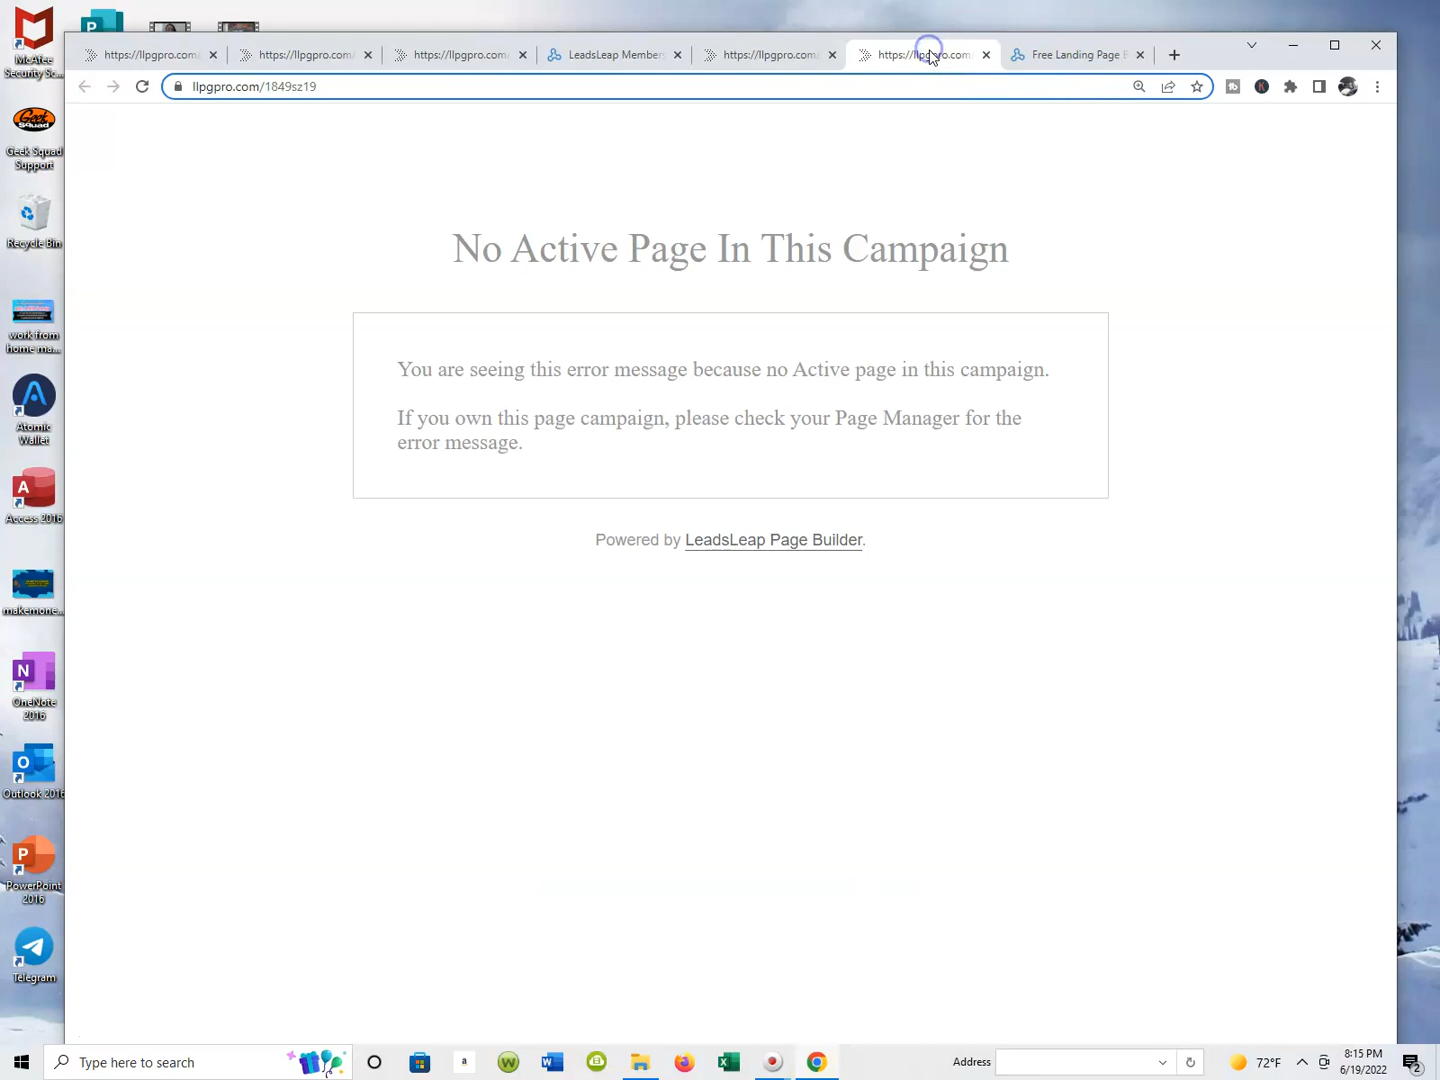 McAfee
Security Sc...
Geek Squad
Support
Recycle Bin
work from
home ma...
Atomic
Wallet
Access 2016
makemone...
OneNote
2016
Outlook 2016
PowerPoint
2016
Telegram
https://llpgpro.com/
https://llpgpro.com/
https://llpgpro.com/
LeadsLeap Members
https://llpgpro.com/
https://llpgpro.com
Free Landing Page B
llpgpro.com/1849sz19
No Active Page In This Campaign
You are seeing this error message because no Active page in this campaign.
If you own this page campaign, please check your Page Manager for the
error message.
Powered by LeadsLeap Page Builder.
Type here to search
Address
72°F
8:15 PM
6/19/2022
2